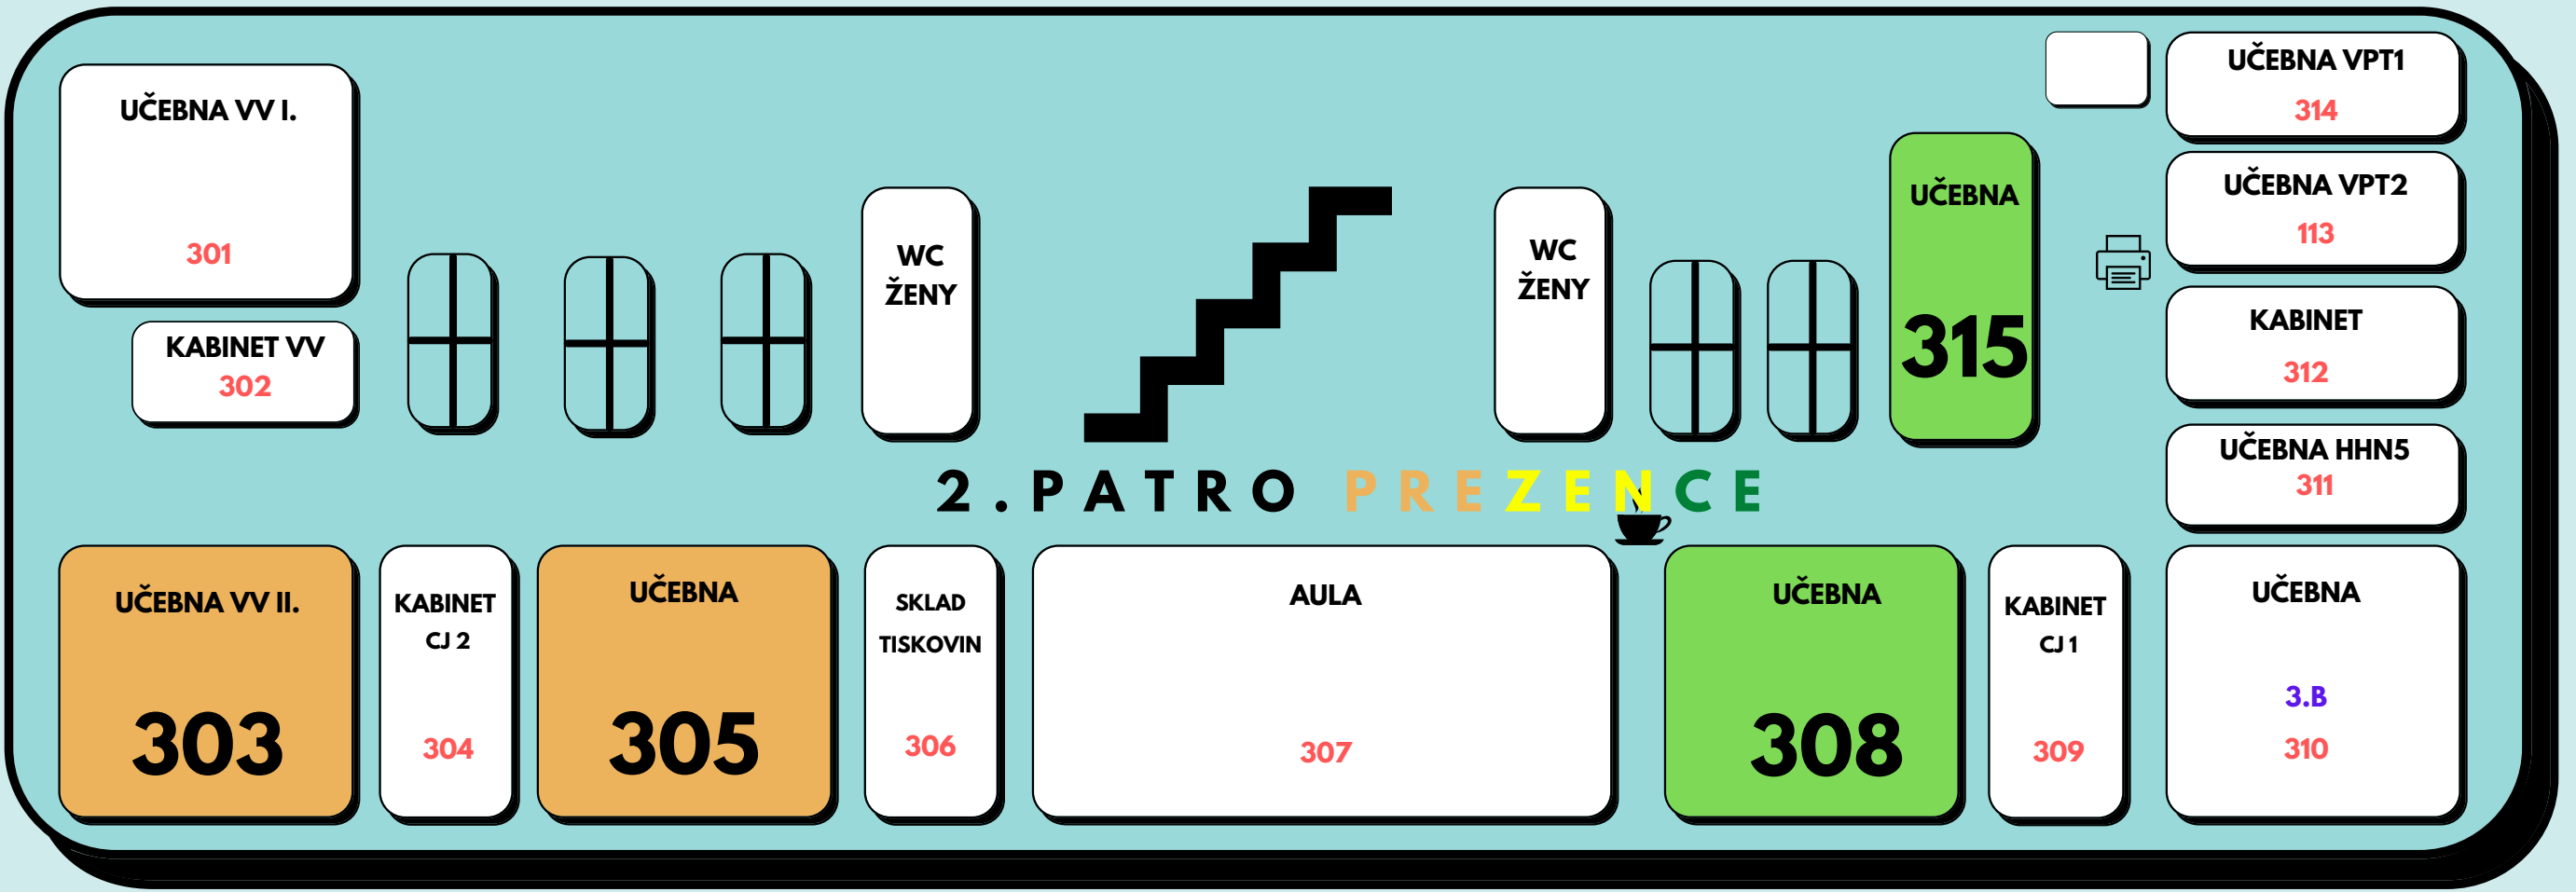 UČEBNA VV I.
301
KABINET VV
302
WC
ŽENY
WC
ŽENY
UČEBNA
315
UČEBNA VPT1
314
UČEBNA VPT2
113
KABINET
312
UČEBNA HHN5
311
2.PATRO PREZENCE
UČEBNA VV II.
303
KABINET
CJ 2
304
UČEBNA
305
SKLAD
TISKOVIN
306
AULA
307
UČEBNA
308
KABINET
CJ 1
309
UČEBNA
3.B
310